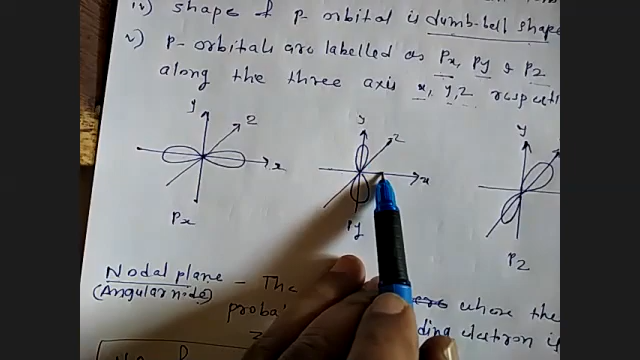 iv) shape of p orbital is dumb-bell shape
v) p-orbitals are labelled as Px, Py & Pz
along the three axis x, y, z respecti
y z x
Px
y z x
Py
y
Pz
Nodal plane - The
(Angular node) proba where the
ding electron is